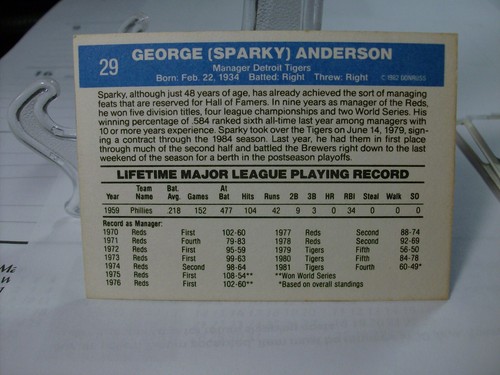 29
GEORGE (SPARKY) ANDERSON
Manager Detroit Tigers
Born: Feb. 22, 1934 Batted: Right Threw: Right © 1982 DONRUSS
Sparky, although just 48 years of age, has already achieved the sort of managing
feats that are reserved for Hall of Famers. In nine years as manager of the Reds,
he won five division titles, four league championships and two World Series. His
winning percentage of .584 ranked sixth all-time last year among managers with
10 or more years experience. Sparky took over the Tigers on June 14, 1979, sign-
ing a contract through the 1984 season. Last year, he had them in first place
through much of the second half and battled the Brewers right down to the last
weekend of the season for a berth in the postseason playoffs.
LIFETIME MAJOR LEAGUE PLAYING RECORD
Year Team Name Bat. Avg. Games At Bat Hits Runs 2B 3B HR RBI Steal Walk SO
1959 Phillies .218 152 477 104 42 9 3 0 34 0 0 0
Record as Manager:
1970 Reds First 102-60 1977 Reds Second 88-74
1971 Reds Fourth 79-83 1978 Reds Second 92-69
1972 Reds First 95-59 1979 Tigers Fifth 56-50
1973 Reds First 99-63 1980 Tigers Fifth 84-78
1974 Reds Second 98-64 1981 Tigers Fourth 60-49*
1975 Reds First 108-54** **Won World Series
1976 Reds First 102-60** *Based on overall standings